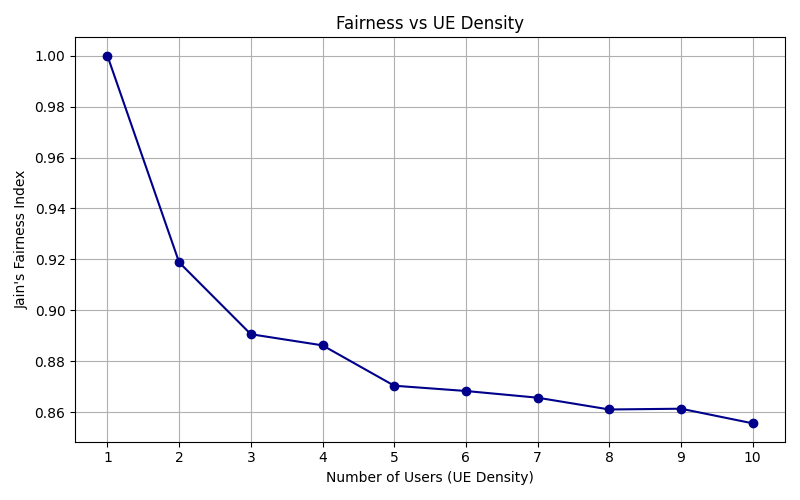 Fairness vs UE Density
Jain's Fairness Index
1.00
0.98
0.96
0.94
0.92
0.90
0.88
0.86
1 2 3 4 5 6 7 8 9 10
Number of Users (UE Density)